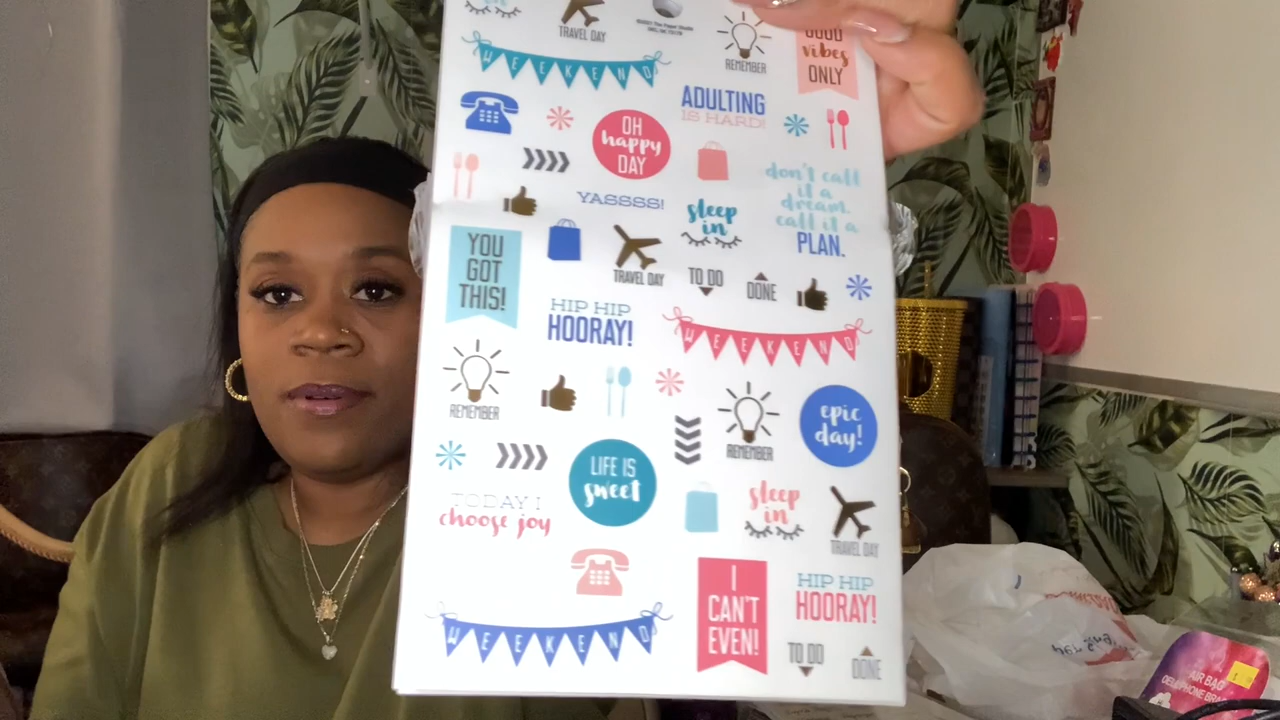 TRAVEL DAY
REMEMBER
GOOD
vibes
ONLY
WEEKEND
ADULTING
IS HARD!
OH
happy
DAY
don't call
it a
dream.
call it a
PLAN.
YASSSS!
sleep
in
YOU
GOT
THIS!
TRAVEL DAY
TO DO
DONE
HIP HIP
HOORAY!
WEEKEND
REMEMBER
REMEMBER
epic
day!
LIFE IS
sweet
TODAY I
choose joy
sleep
in
TRAVEL DAY
I
CAN'T
EVEN!
HIP HIP
HOORAY!
WEEKEND
TO DO
DONE
AIR BAG